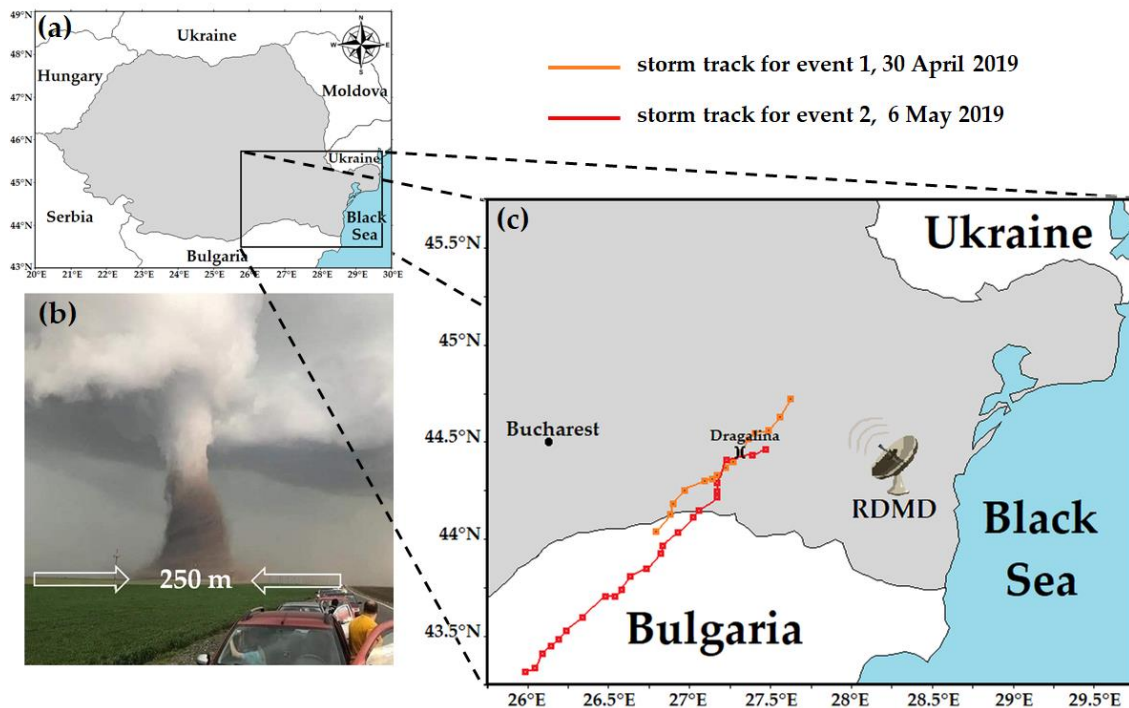 (a)
N
W
E
S
49°N
48°N
47°N
46°N
45°N
44°N
43°N
20°E
21°E
22°E
23°E
24°E
25°E
26°E
27°E
28°E
29°E
30°E
Ukraine
Hungary
Moldova
Ukraine
Serbia
Black
Sea
Bulgaria
storm track for event 1, 30 April 2019
storm track for event 2, 6 May 2019
(b)
250 m
(c)
45.5°N
45°N
44.5°N
44°N
43.5°N
26°E
26.5°E
27°E
27.5°E
28°E
28.5°E
29°E
29.5°E
Ukraine
Bucharest
Dragalina
RDMD
Black
Sea
Bulgaria